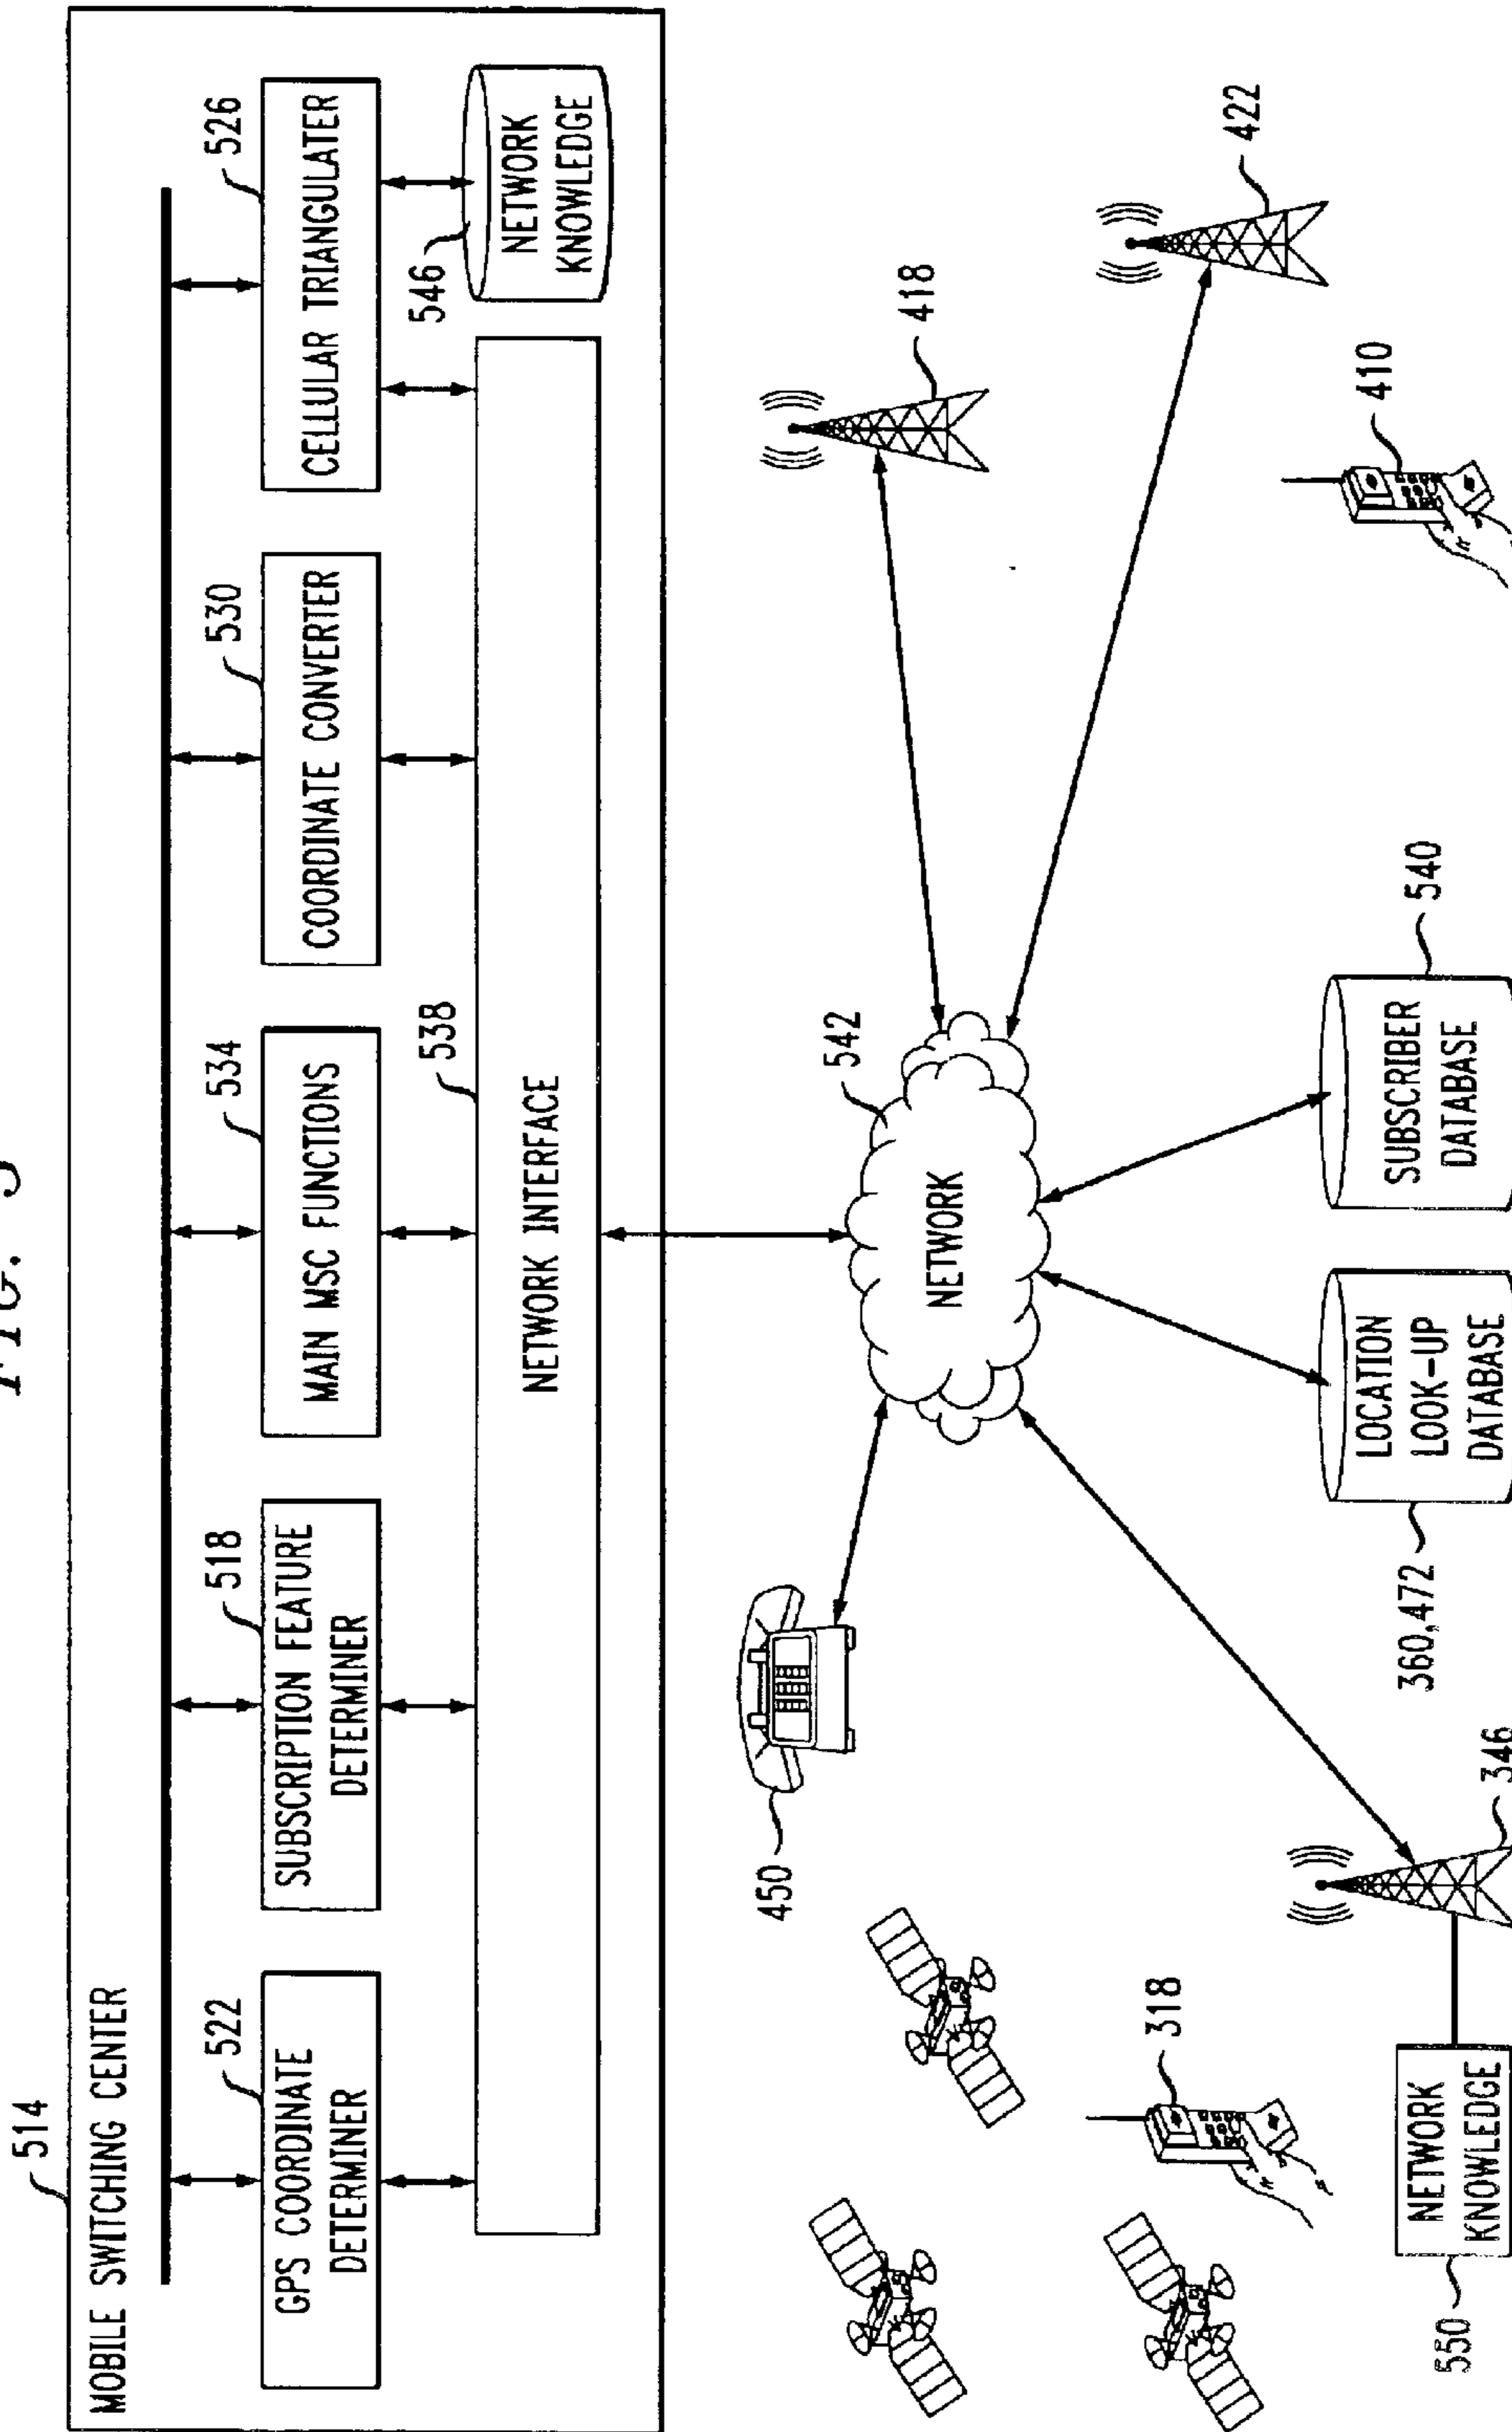 FIG. 5
514
MOBILE SWITCHING CENTER
522
GPS COORDINATE
DETERMINER
518
SUBSCRIPTION FEATURE
DETERMINER
534
MAIN MSC FUNCTIONS
530
COORDINATE CONVERTER
526
CELLULAR TRIANGULATER
538
NETWORK INTERFACE
546
NETWORK
KNOWLEDGE
450
542
NETWORK
418
422
318
410
550
NETWORK
KNOWLEDGE
346
360,472
LOCATION
LOOK-UP
DATABASE
540
SUBSCRIBER
DATABASE